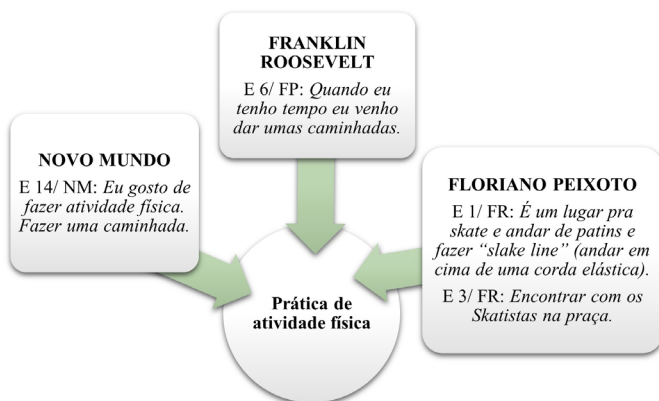 FRANKLIN
ROOSEVELT
E 6/ FP: Quando eu
tenho tempo eu venho
dar umas caminhadas.
NOVO MUNDO
E 14/ NM: Eu gosto de
fazer atividade física.
Fazer uma caminhada.
FLORIANO PEIXOTO
E 1/ FR: É um lugar pra
skate e andar de patins e
fazer “slake line” (andar em
cima de uma corda elástica).
E 3/ FR: Encontrar com os
Skatistas na praça.
Prática de
atividade física